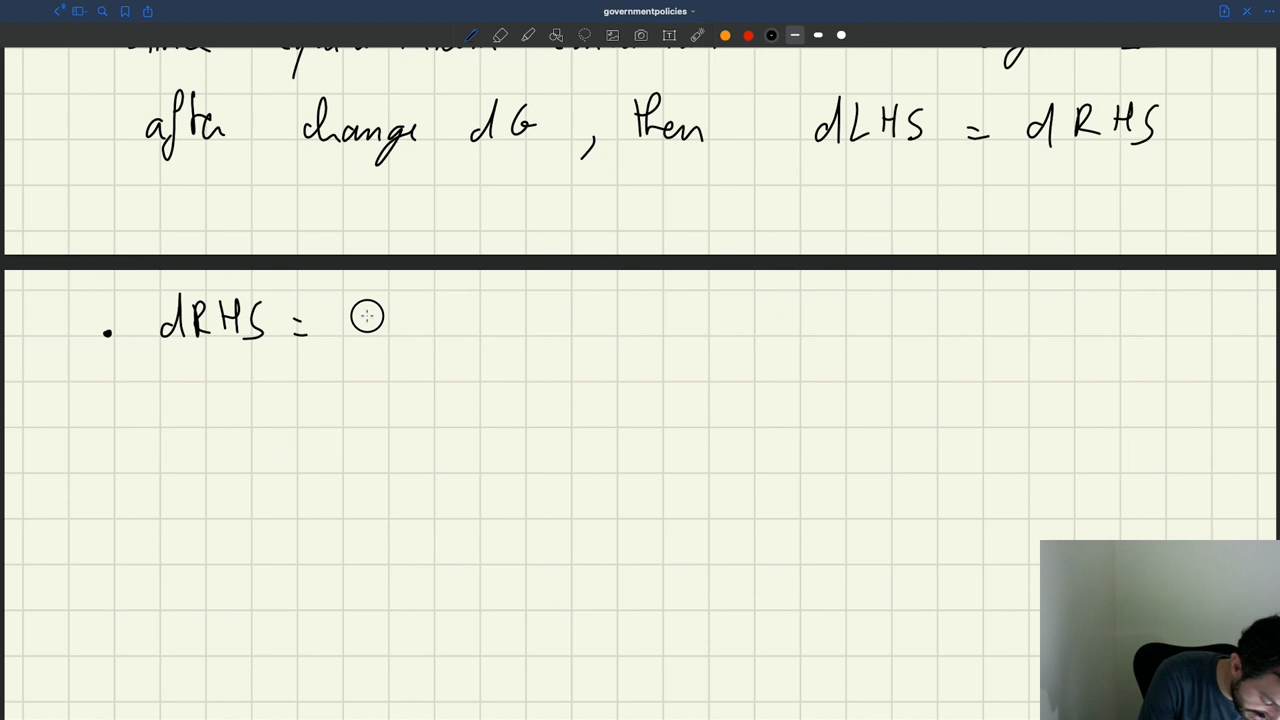 governmentpolicies
after change dG , then dLHS = dRHS
. dRHS =